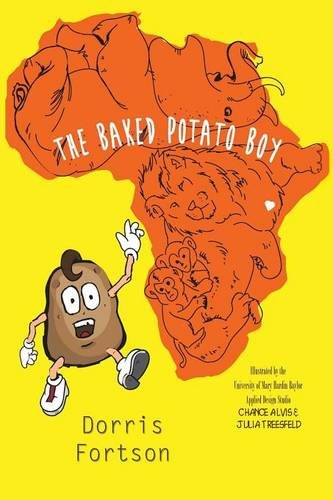 THE BAKED POTATO BOY
Illustrated by the
University of Mary Hardin Baylor
Applied Design Studio
CHANCE ALVIS &
JULIA TREESFELD
Dorris
Fortson